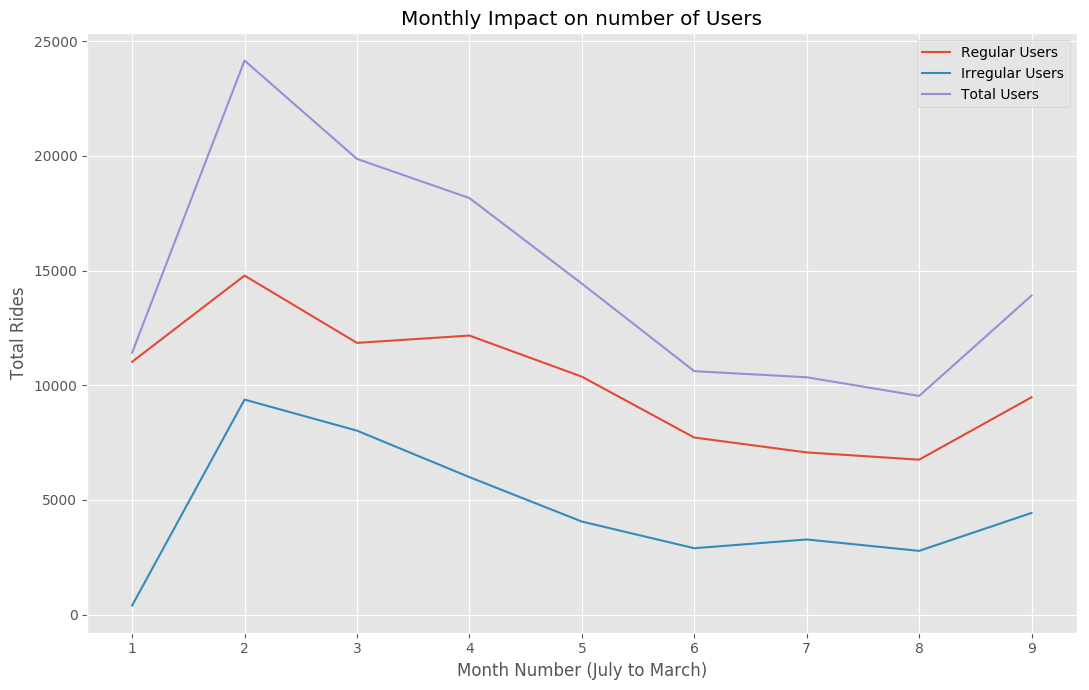 Monthly Impact on number of Users
Regular Users
Irregular Users
Total Users
25000
20000
15000
10000
5000
0
Total Rides
1 2 3 4 5 6 7 8 9
Month Number (July to March)